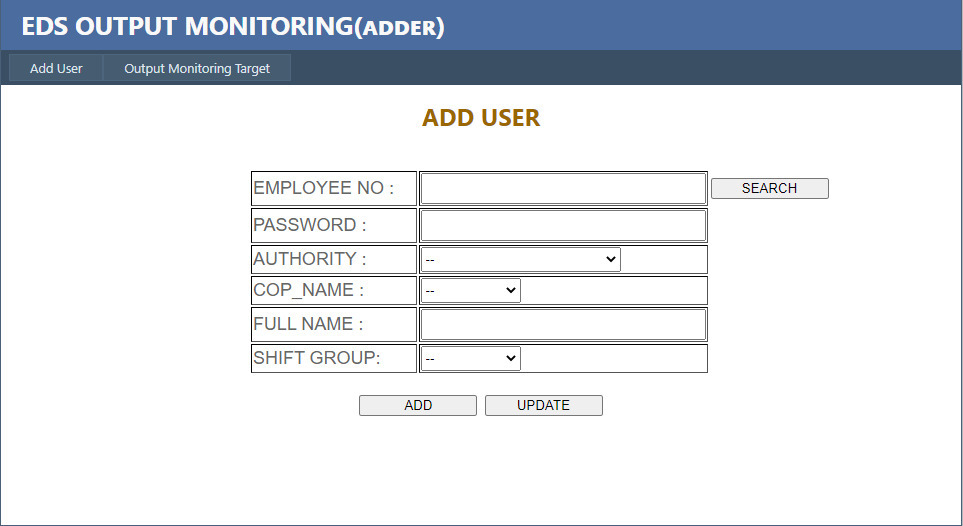 EDS OUTPUT MONITORING(ADDER)
Add User Output Monitoring Target
ADD USER
EMPLOYEE NO : SEARCH
PASSWORD :
AUTHORITY : --
COP_NAME : --
FULL NAME :
SHIFT GROUP: --
ADD UPDATE